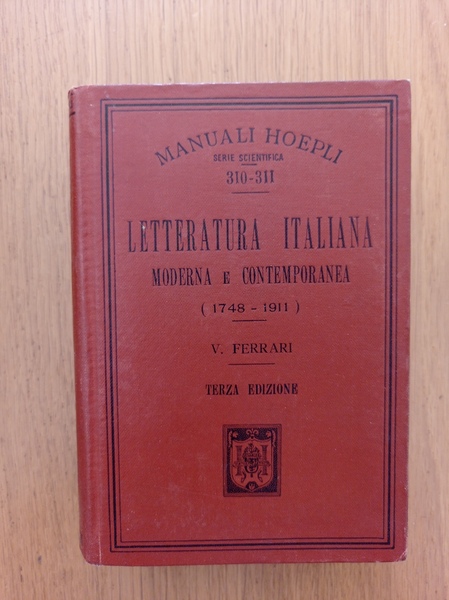 MANUALI HOEPLI
SERIE SCIENTIFICA
310-311
LETTERATURA ITALIANA
MODERNA E CONTEMPORANEA
( 1748 - 1911 )
V. FERRARI
TERZA EDIZIONE